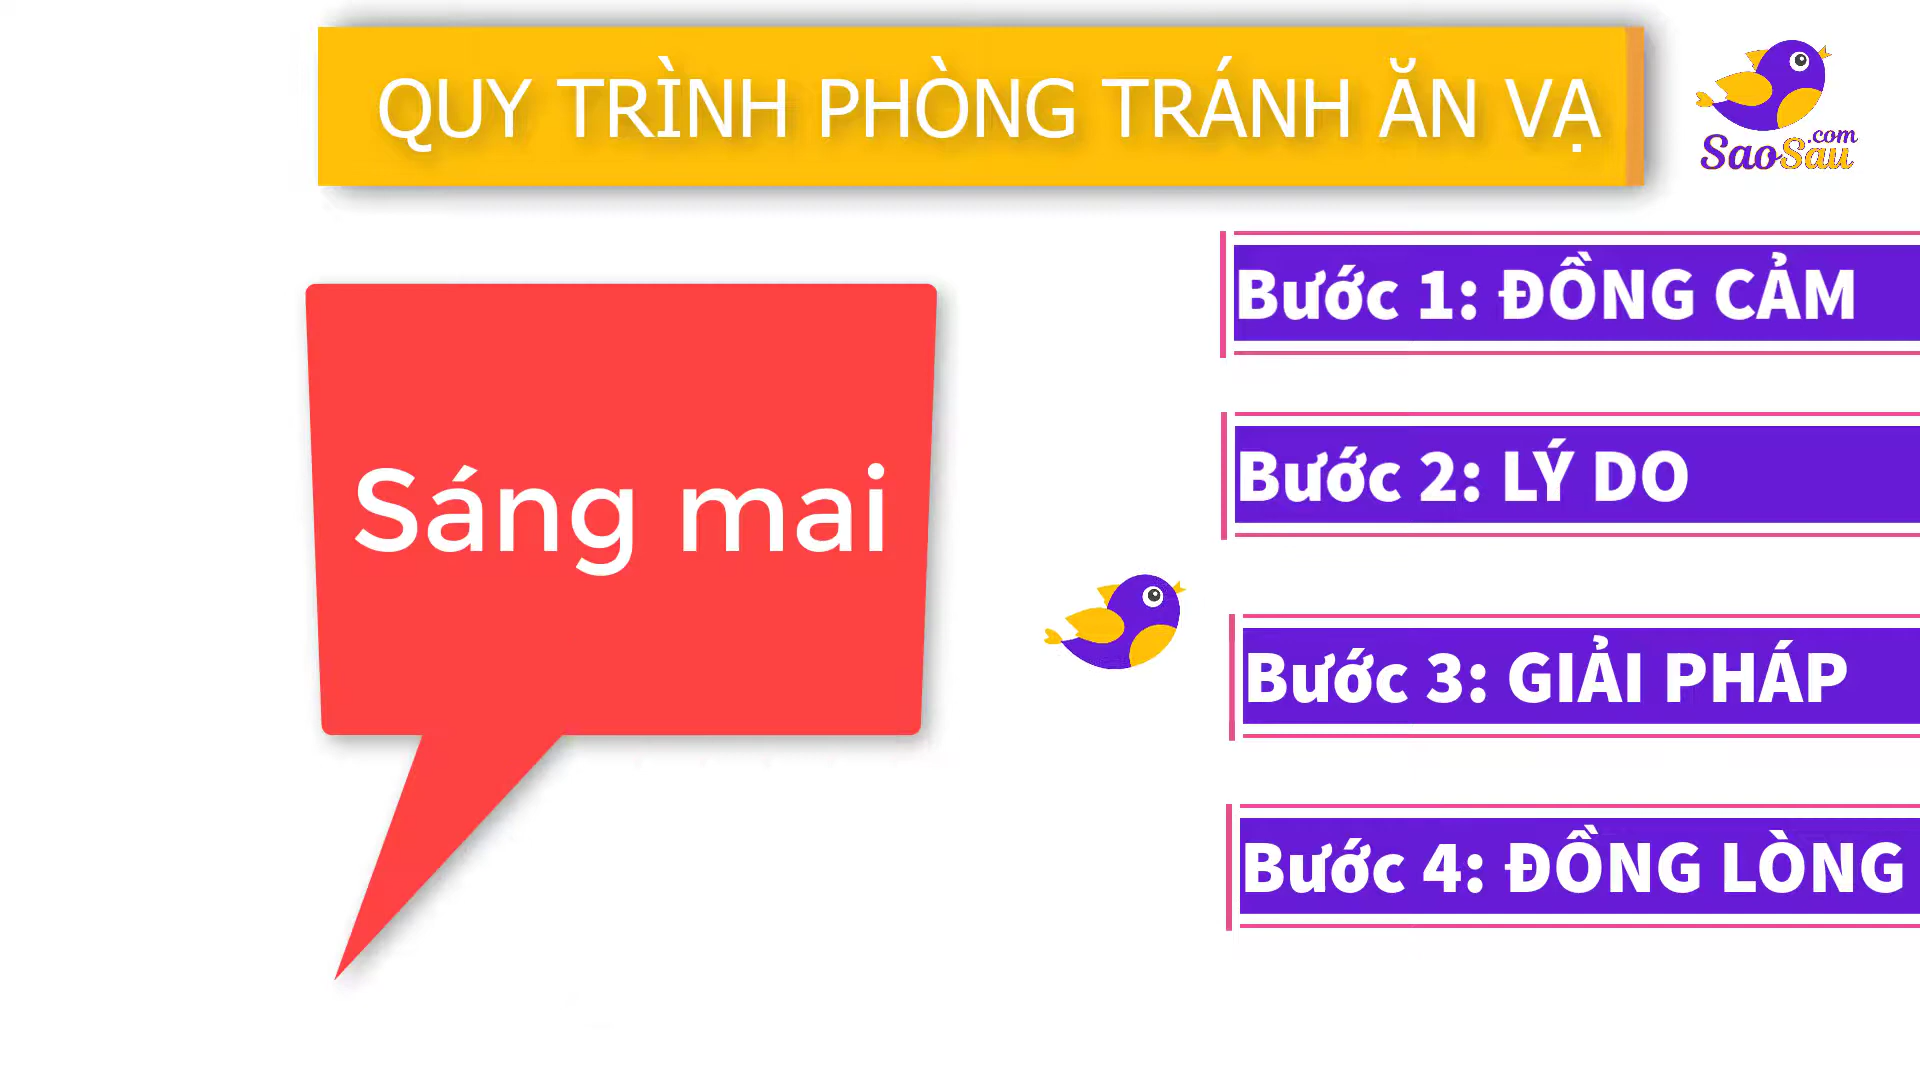 QUY TRÌNH PHÒNG TRÁNH ĂN VẠ
SaoSau.com
Bước 1: ĐỒNG CẢM
Sáng mai
Bước 2: LÝ DO
Bước 3: GIẢI PHÁP
Bước 4: ĐỒNG LÒNG